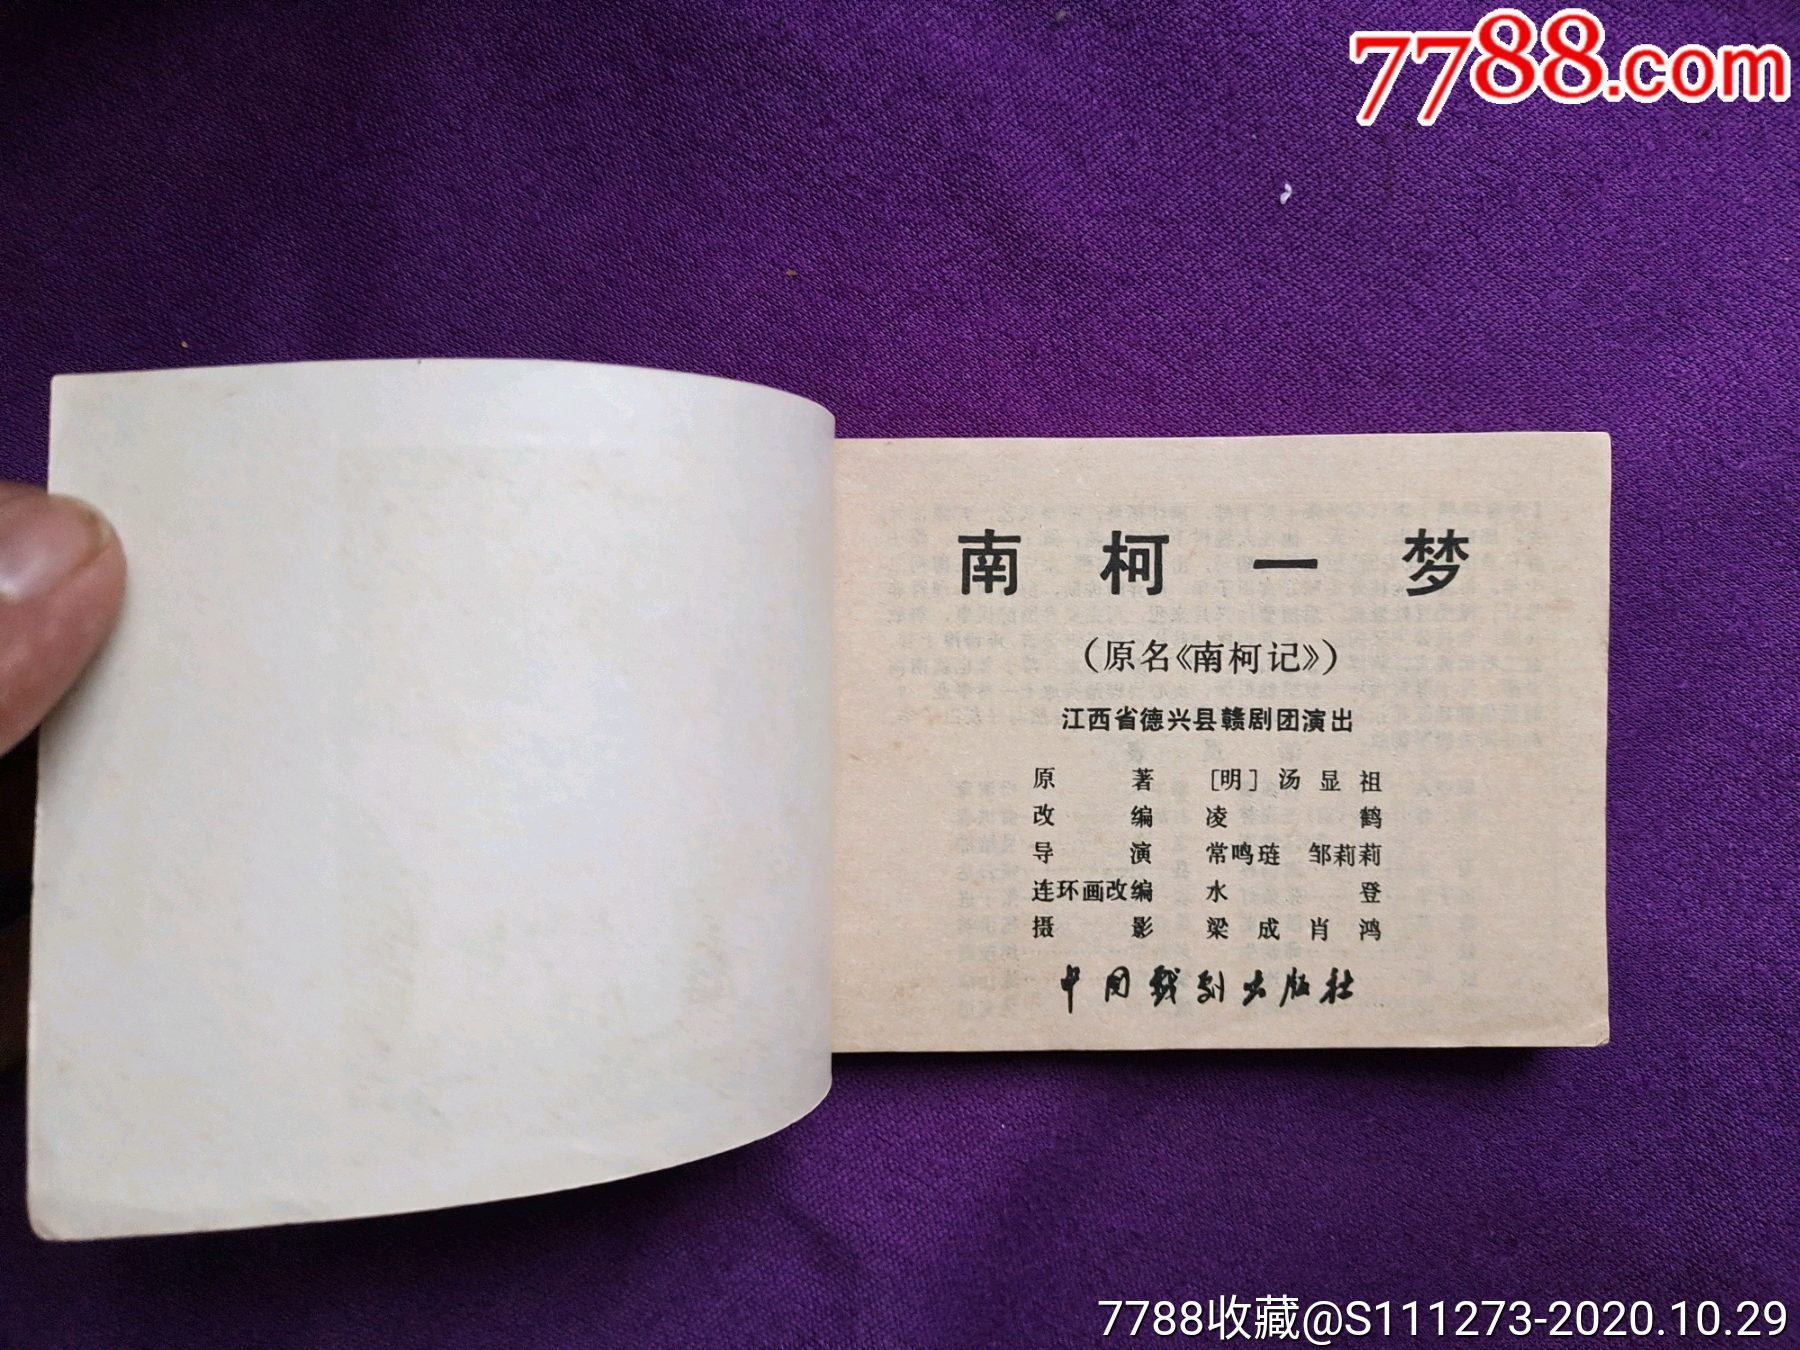 7788.com
南柯一梦
（原名《南柯记》）
江西省德兴县赣剧团演出
原著 [明] 汤显祖
改编 凌鹤
导演 常鸣琏 邹莉莉
连环画改编 水登
摄影 梁成 肖鸿
中国戏剧出版社
7788收藏@S111273-2020.10.29